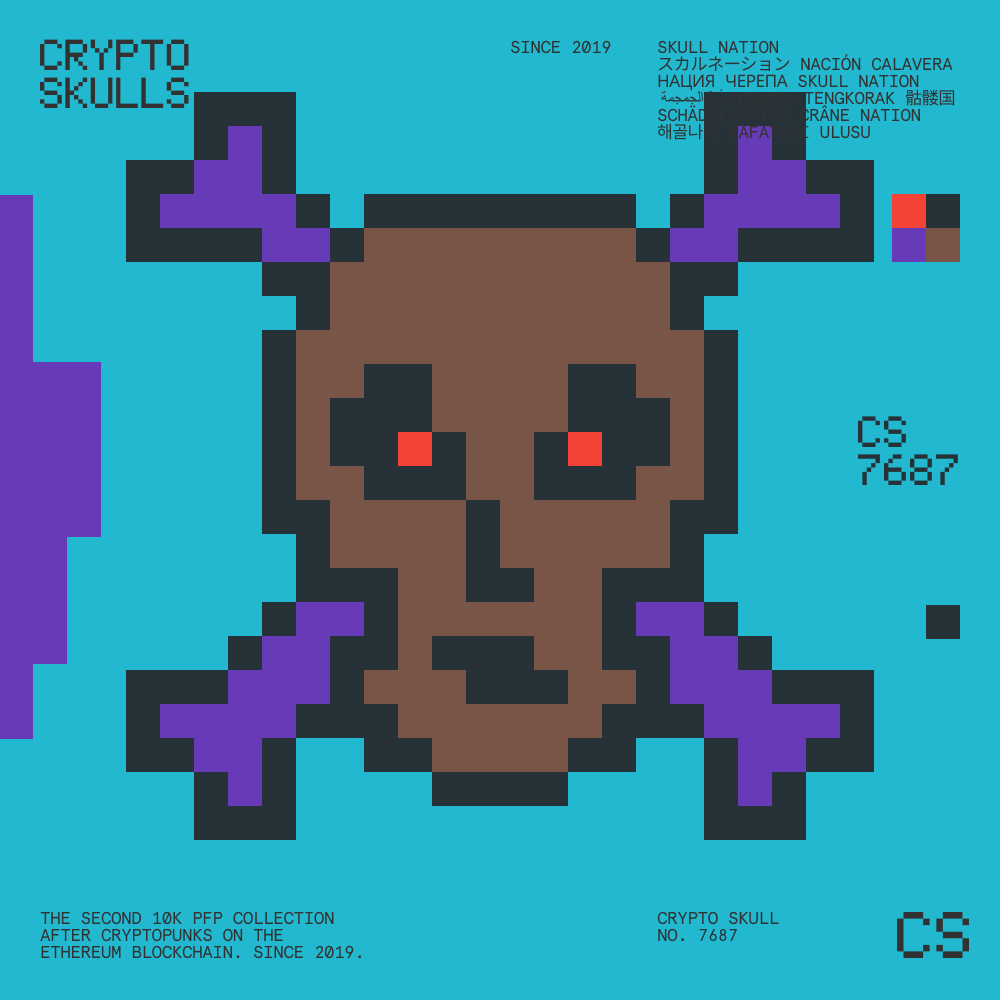 CRYPTO
SKULLS
SINCE 2019
SKULL NATION
スカルネーション NACIÓN CALAVERA
НАЦИЯ ЧЕРЕПА SKULL NATION
الجمجمة TENGKORAK 骷髅国
CRÂNE NATION
해골나 KAFA ULUSU
CS
7687
THE SECOND 10K PFP COLLECTION
AFTER CRYPTOPUNKS ON THE
ETHEREUM BLOCKCHAIN. SINCE 2019.
CRYPTO SKULL
NO. 7687
CS